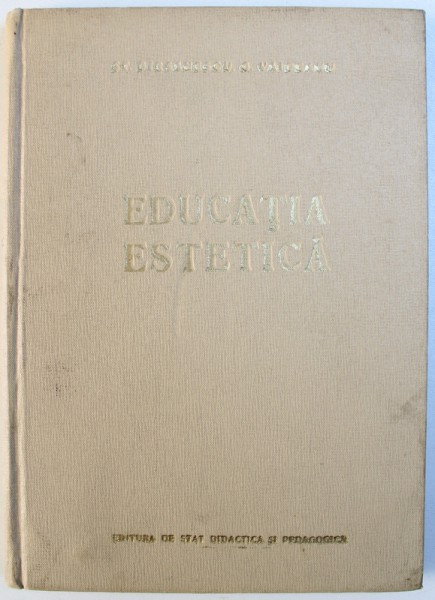 EDUCAȚIA
ESTETICĂ
EDITURA DE STAT DIDACTICĂ ȘI PEDAGOGICĂ